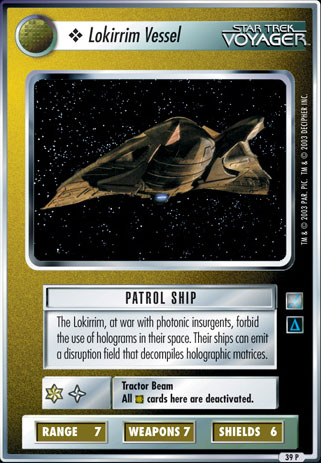 ❖ Lokirrim Vessel
STAR TREK
VOYAGER™
TM & © 2003 PAR. PIC. TM & © 2003 DECIPHER INC.
PATROL SHIP
The Lokirrim, at war with photonic insurgents, forbid
the use of holograms in their space. Their ships can emit
a disruption field that decompiles holographic matrices.
Tractor Beam
All cards here are deactivated.
RANGE 7 WEAPONS 7 SHIELDS 6
39 P